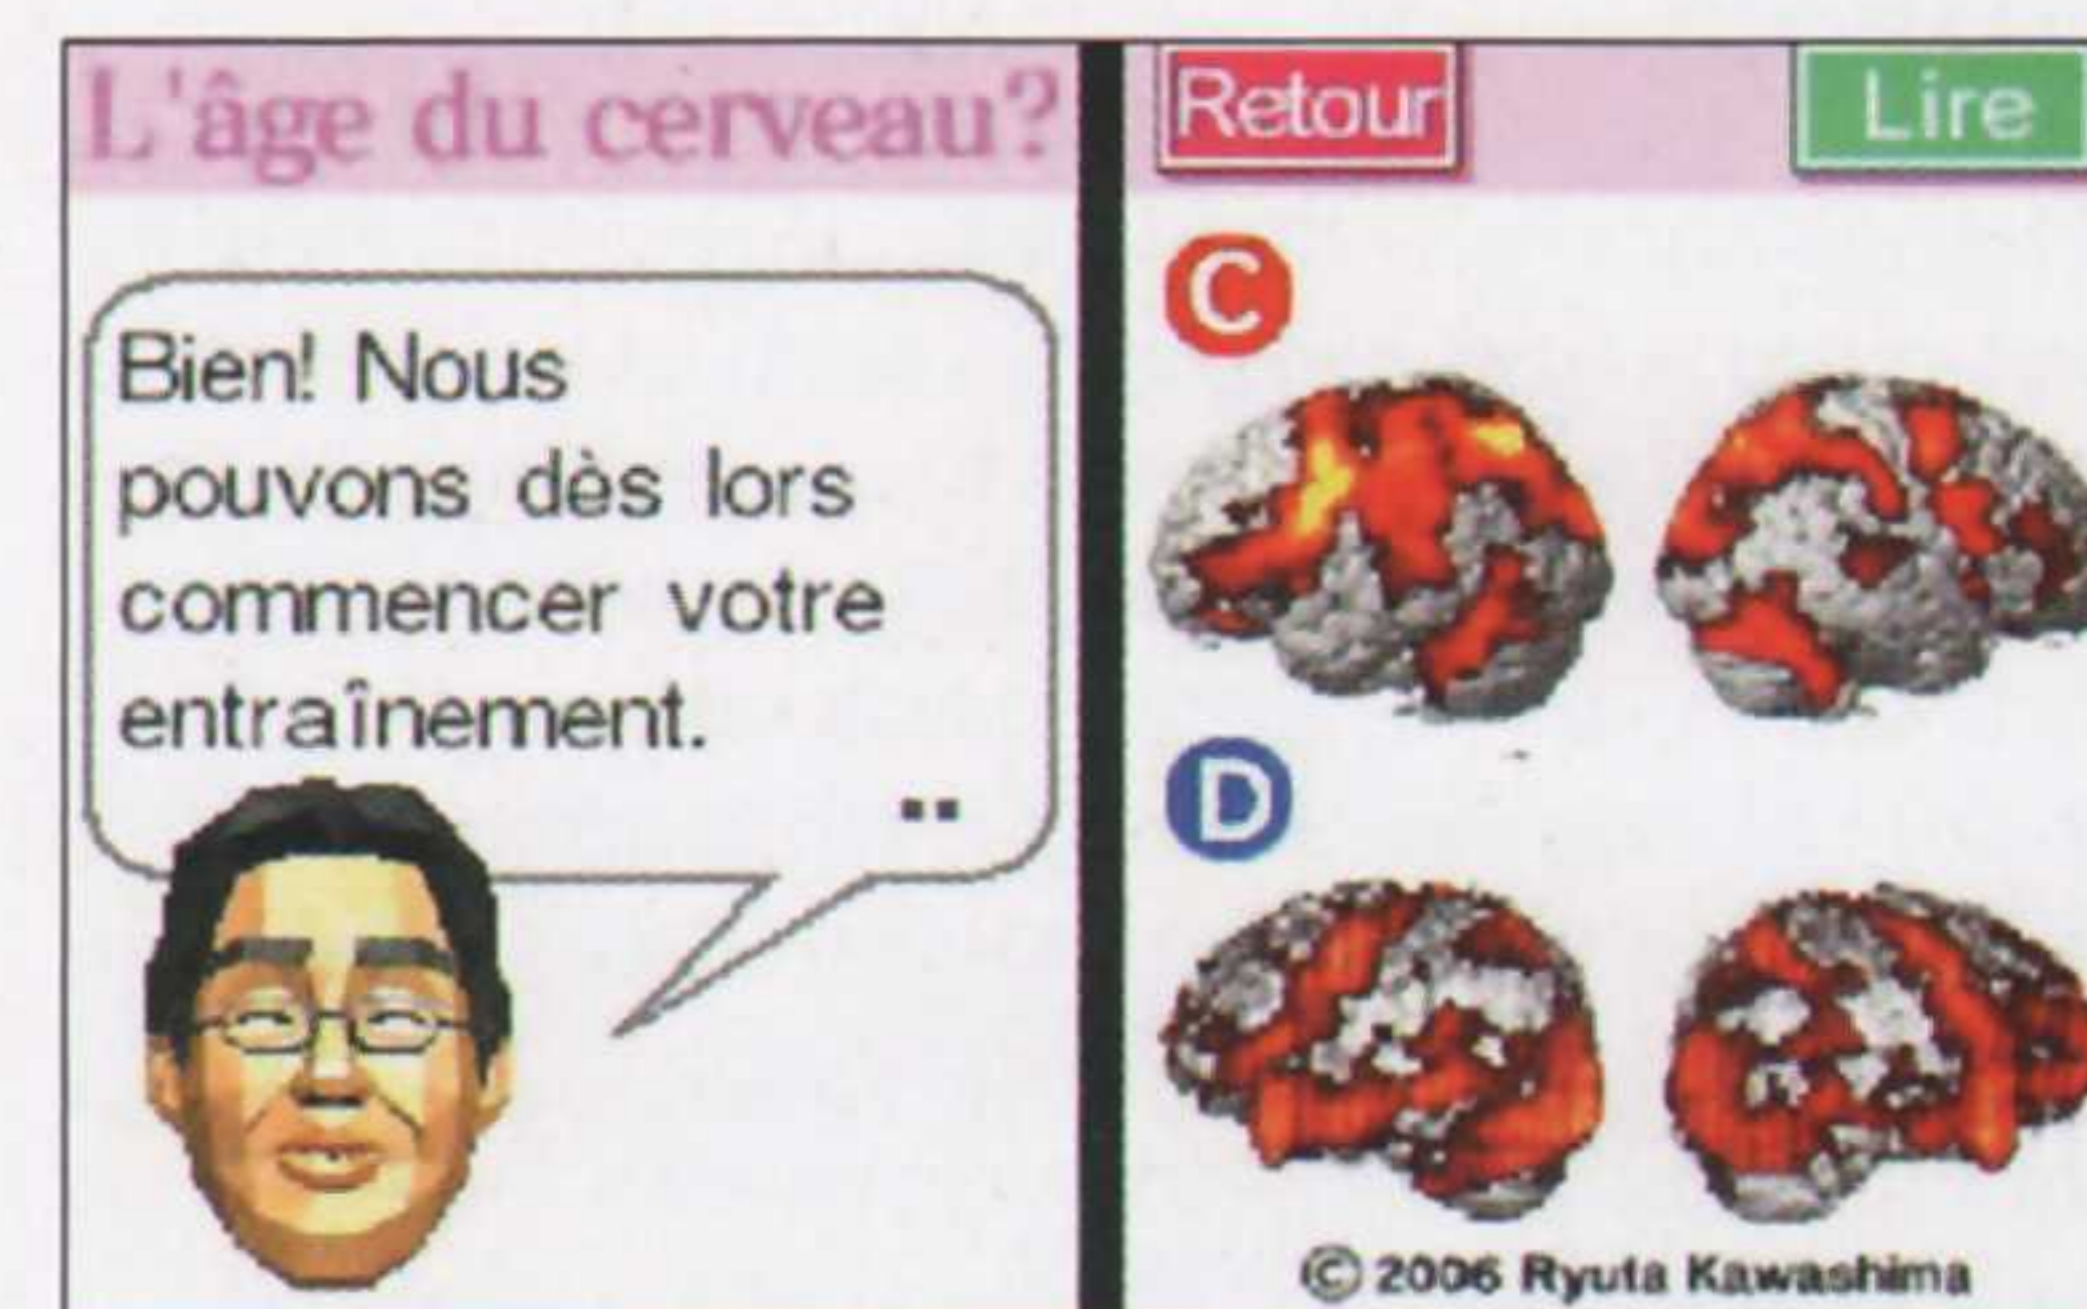 L'âge du cerveau?
Bien! Nous
pouvons dès lors
commencer votre
entraînement.
Retour
Lire
C
D
© 2006 Ryuta Kawashima